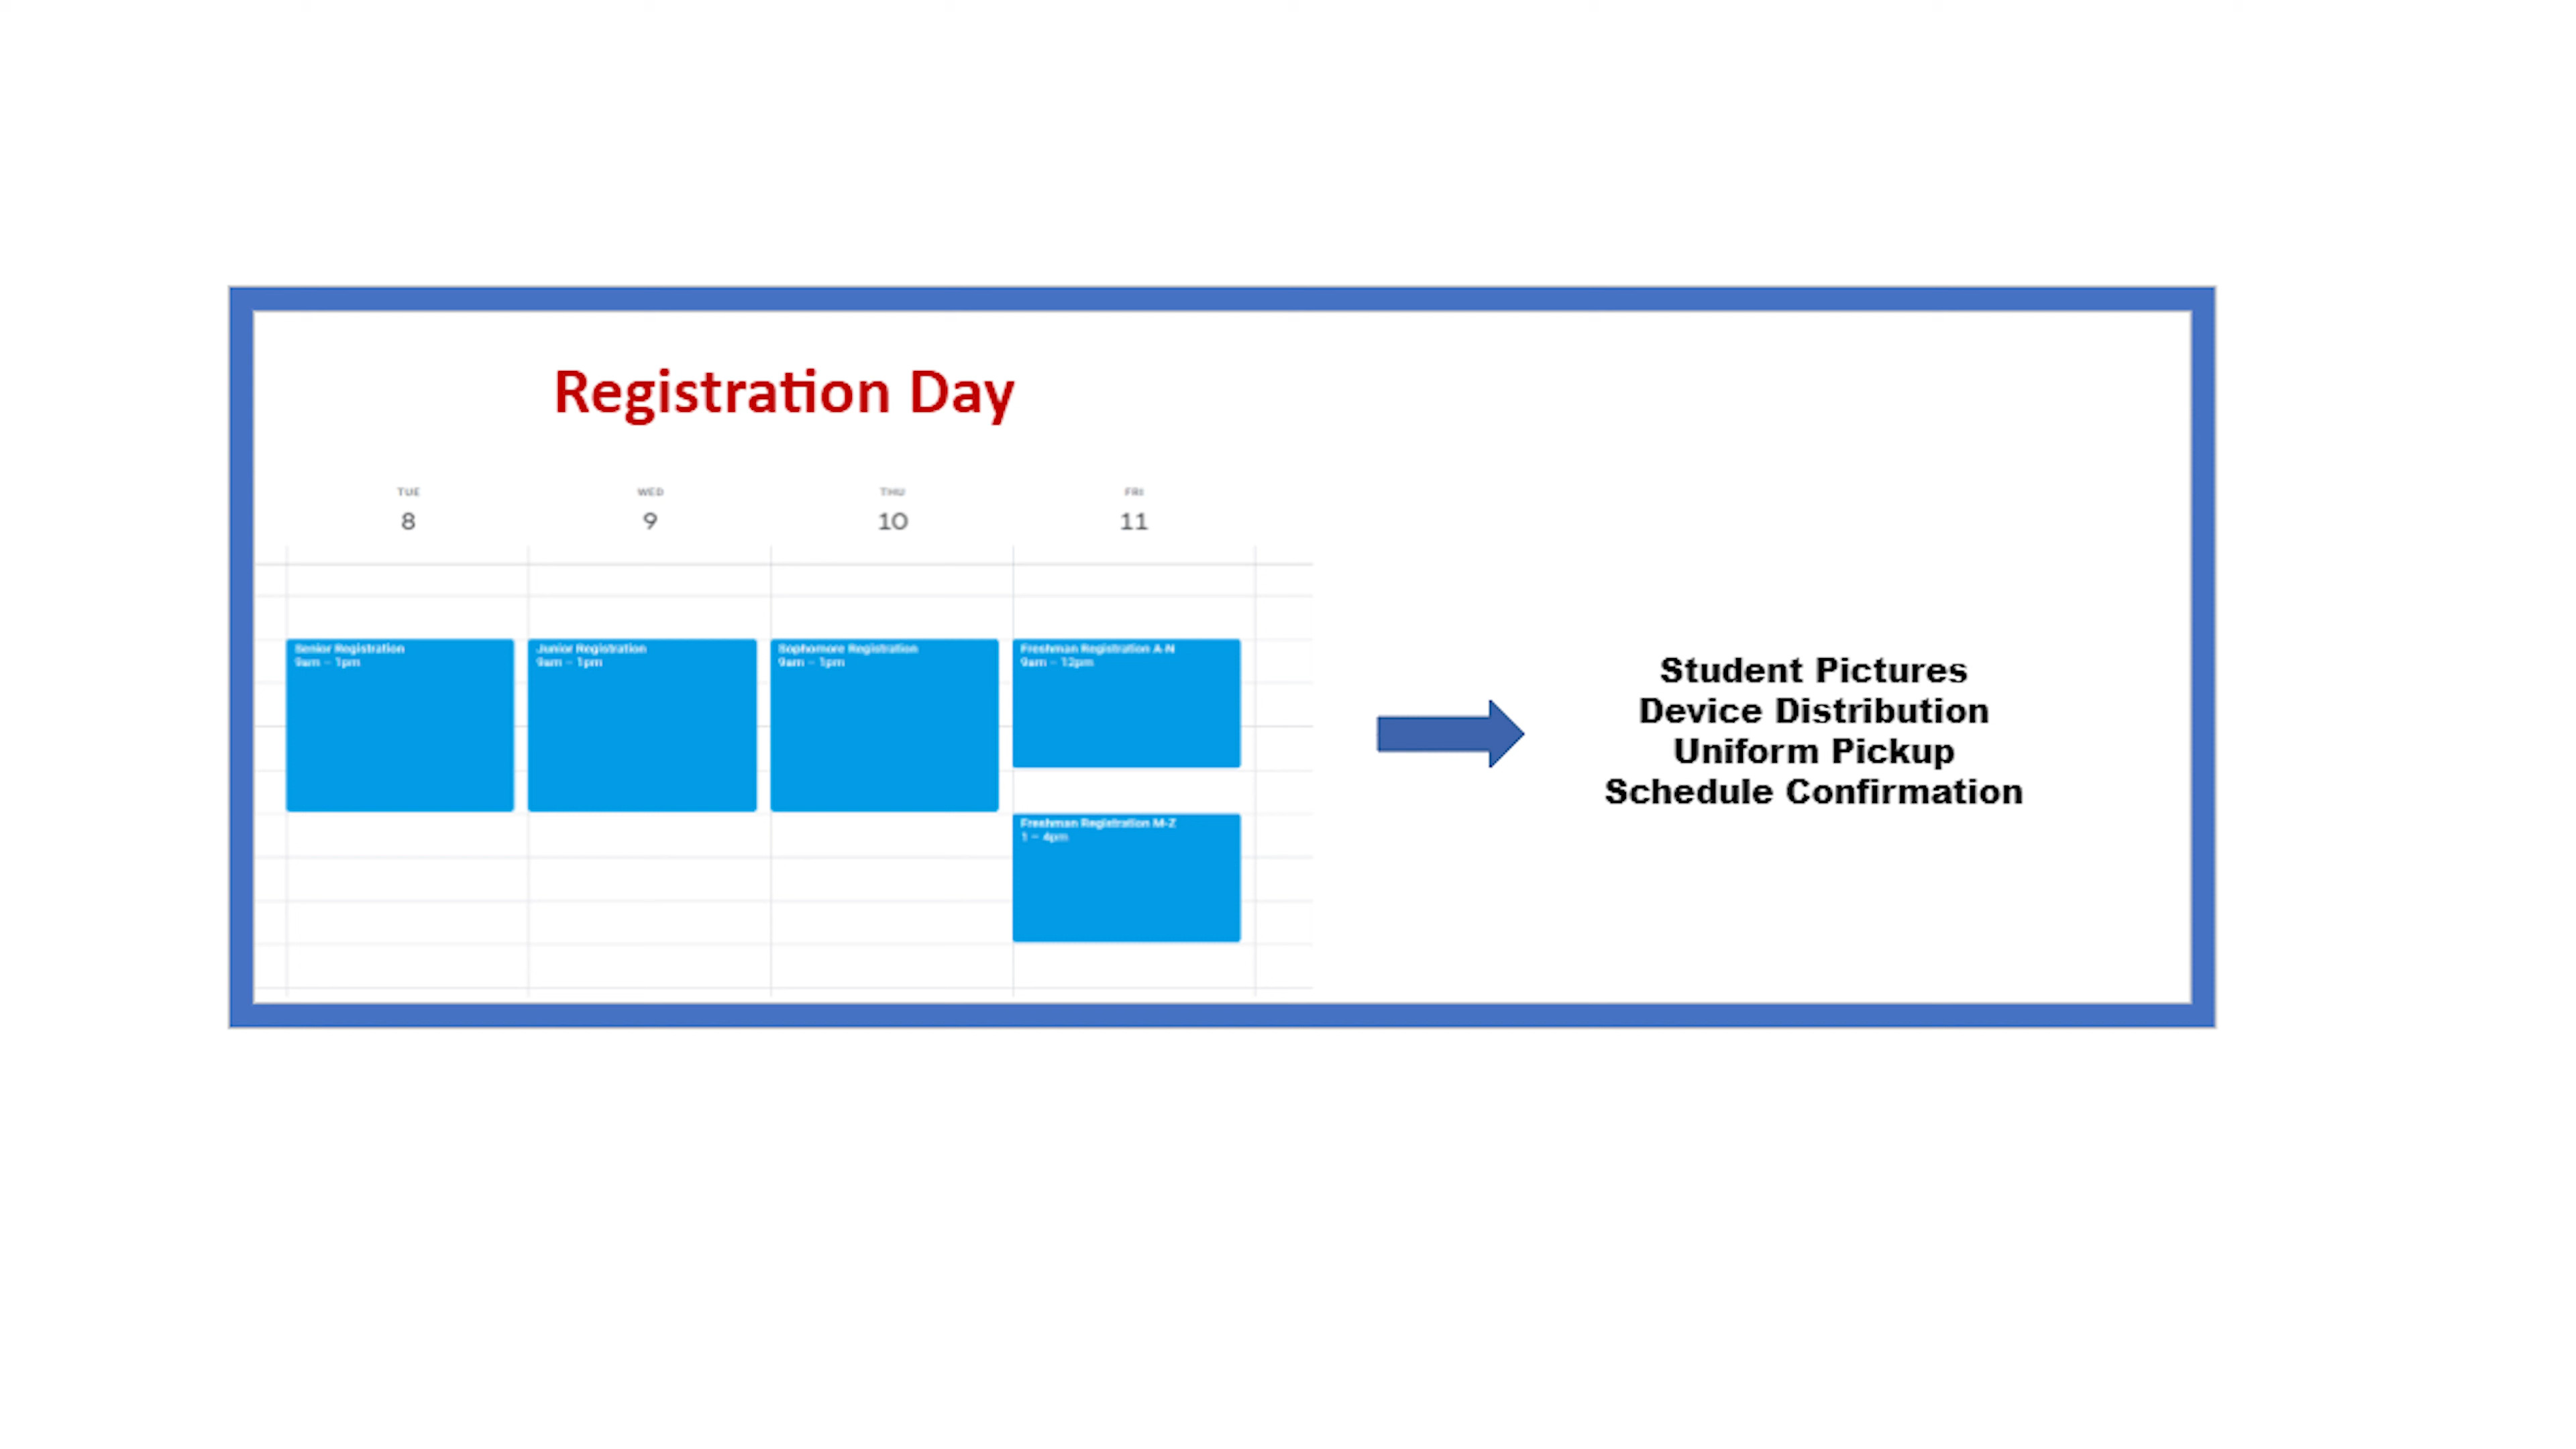 Registration Day
TUE
8
WED
9
THU
10
FRI
11
Senior Registration
9am – 1pm
Junior Registration
9am – 1pm
Sophomore Registration
9am – 1pm
Freshman Registration A-N
9am – 12pm
Freshman Registration M-Z
1 – 4pm
Student Pictures
Device Distribution
Uniform Pickup
Schedule Confirmation